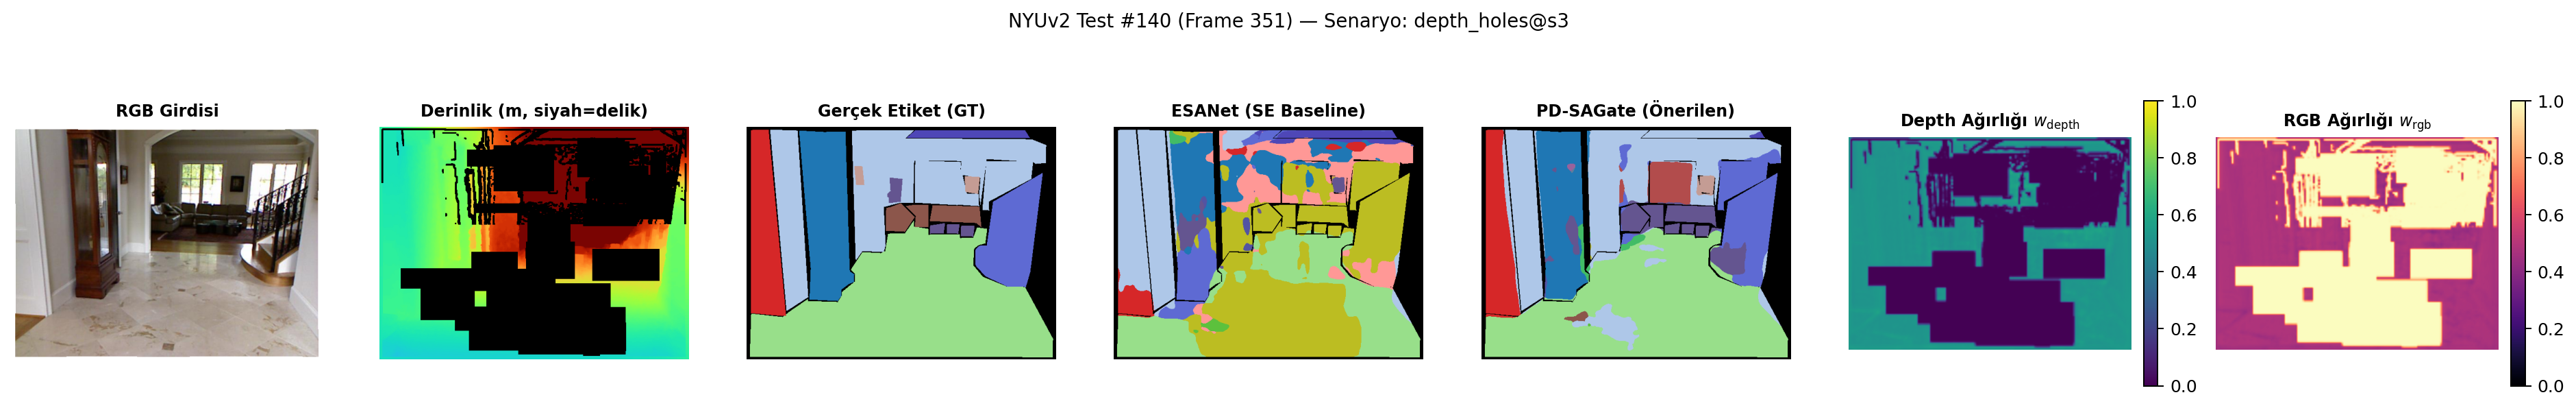 NYUv2 Test #140 (Frame 351) — Senaryo: depth_holes@s3
RGB Girdisi
Derinlik (m, siyah=delik)
Gerçek Etiket (GT)
ESANet (SE Baseline)
PD-SAGate (Önerilen)
Depth Ağırlığı w_depth
1.0
0.8
0.6
0.4
0.2
0.0
RGB Ağırlığı w_rgb
1.0
0.8
0.6
0.4
0.2
0.0